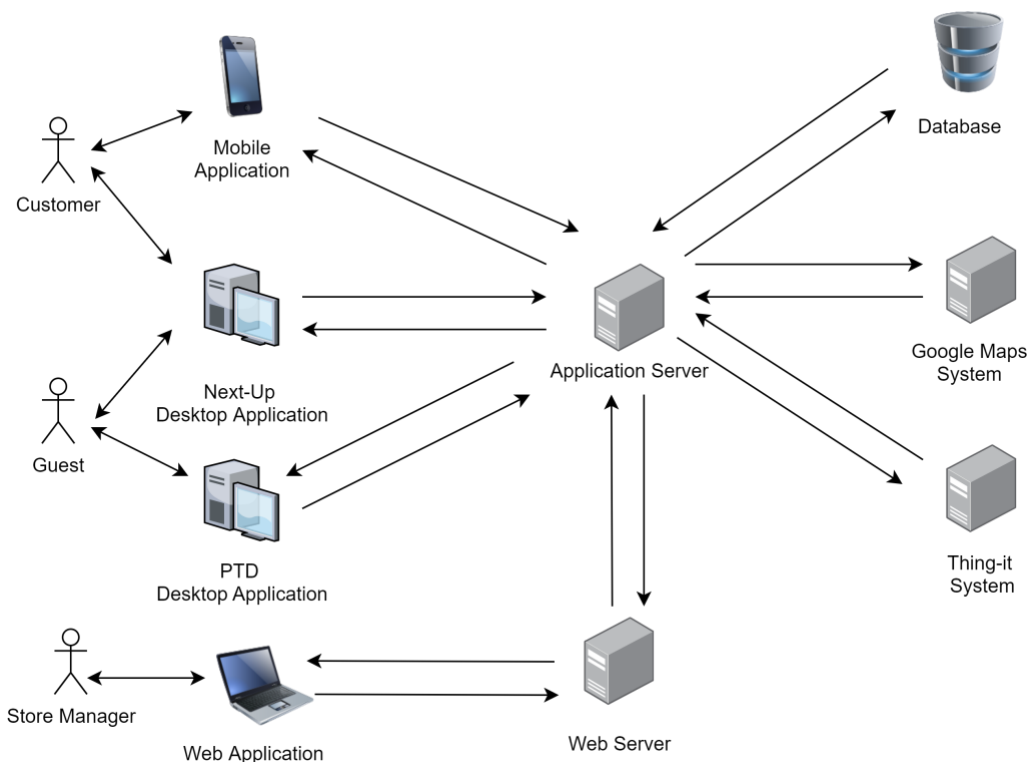 Database
Mobile
Application
Customer
Google Maps
System
Application Server
Next-Up
Desktop Application
Guest
Thing-it
System
PTD
Desktop Application
Store Manager
Web Application
Web Server